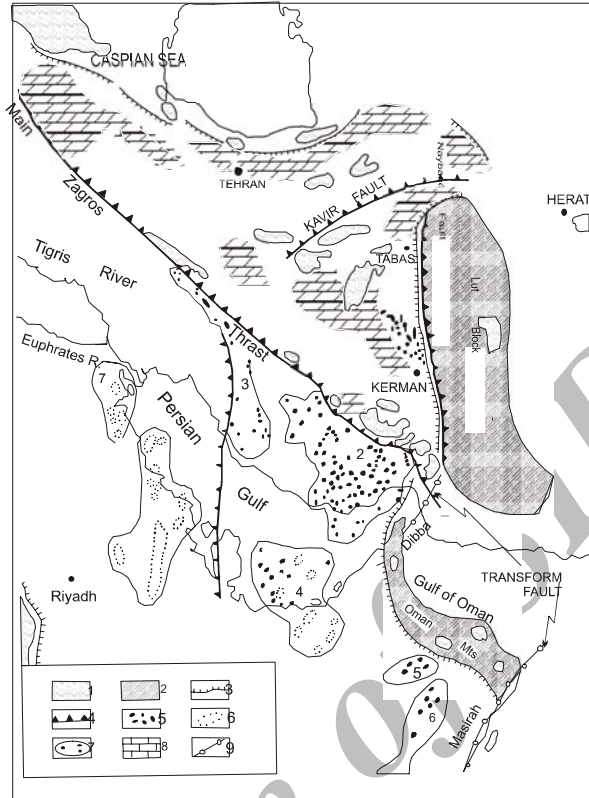 CASPIAN SEA
Main
Zagros
Thrast
TEHRAN
KAVIR FAULT
Nayband
Fault
HERAT
TABAS
Lut
Block
Tigris River
Euphrates R.
7
Persian
Gulf
3
KERMAN
2
4
Dibba
TRANSFORM
FAULT
Gulf of Oman
Oman
Mts
Riyadh
5
6
Masirah
1 2 3
4 5 6
7 8 9